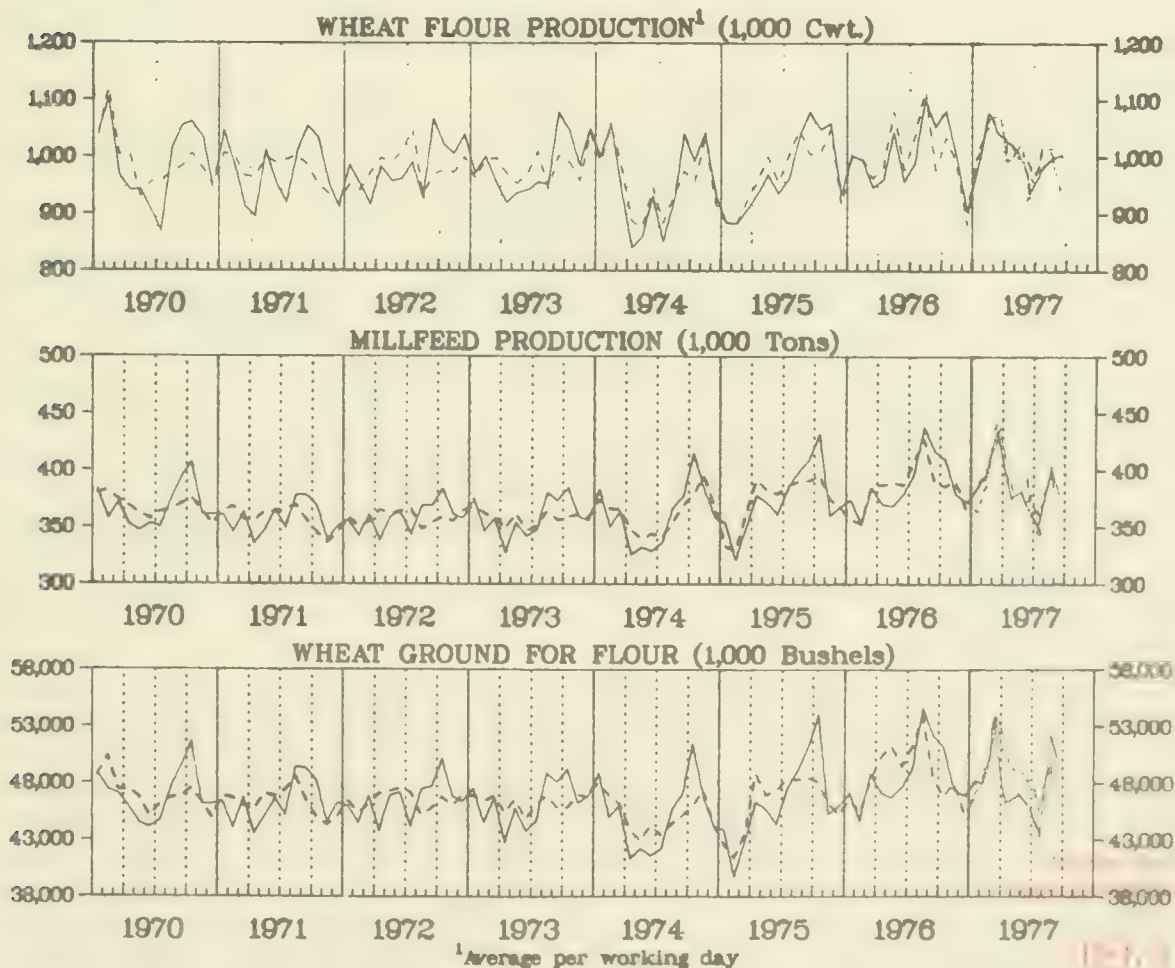 WHEAT FLOUR PRODUCTION¹ (1,000 Cwt.)
1,200 1,200
1,100 1,100
1,000 1,000
900 900
800 800
1970 1971 1972 1973 1974 1975 1976 1977
MILLFEED PRODUCTION (1,000 Tons)
500 500
450 450
400 400
350 350
300 300
1970 1971 1972 1973 1974 1975 1976 1977
WHEAT GROUND FOR FLOUR (1,000 Bushels)
58,000 58,000
53,000 53,000
48,000 48,000
43,000 43,000
38,000 38,000
1970 1971 1972 1973 1974 1975 1976 1977
¹Average per working day